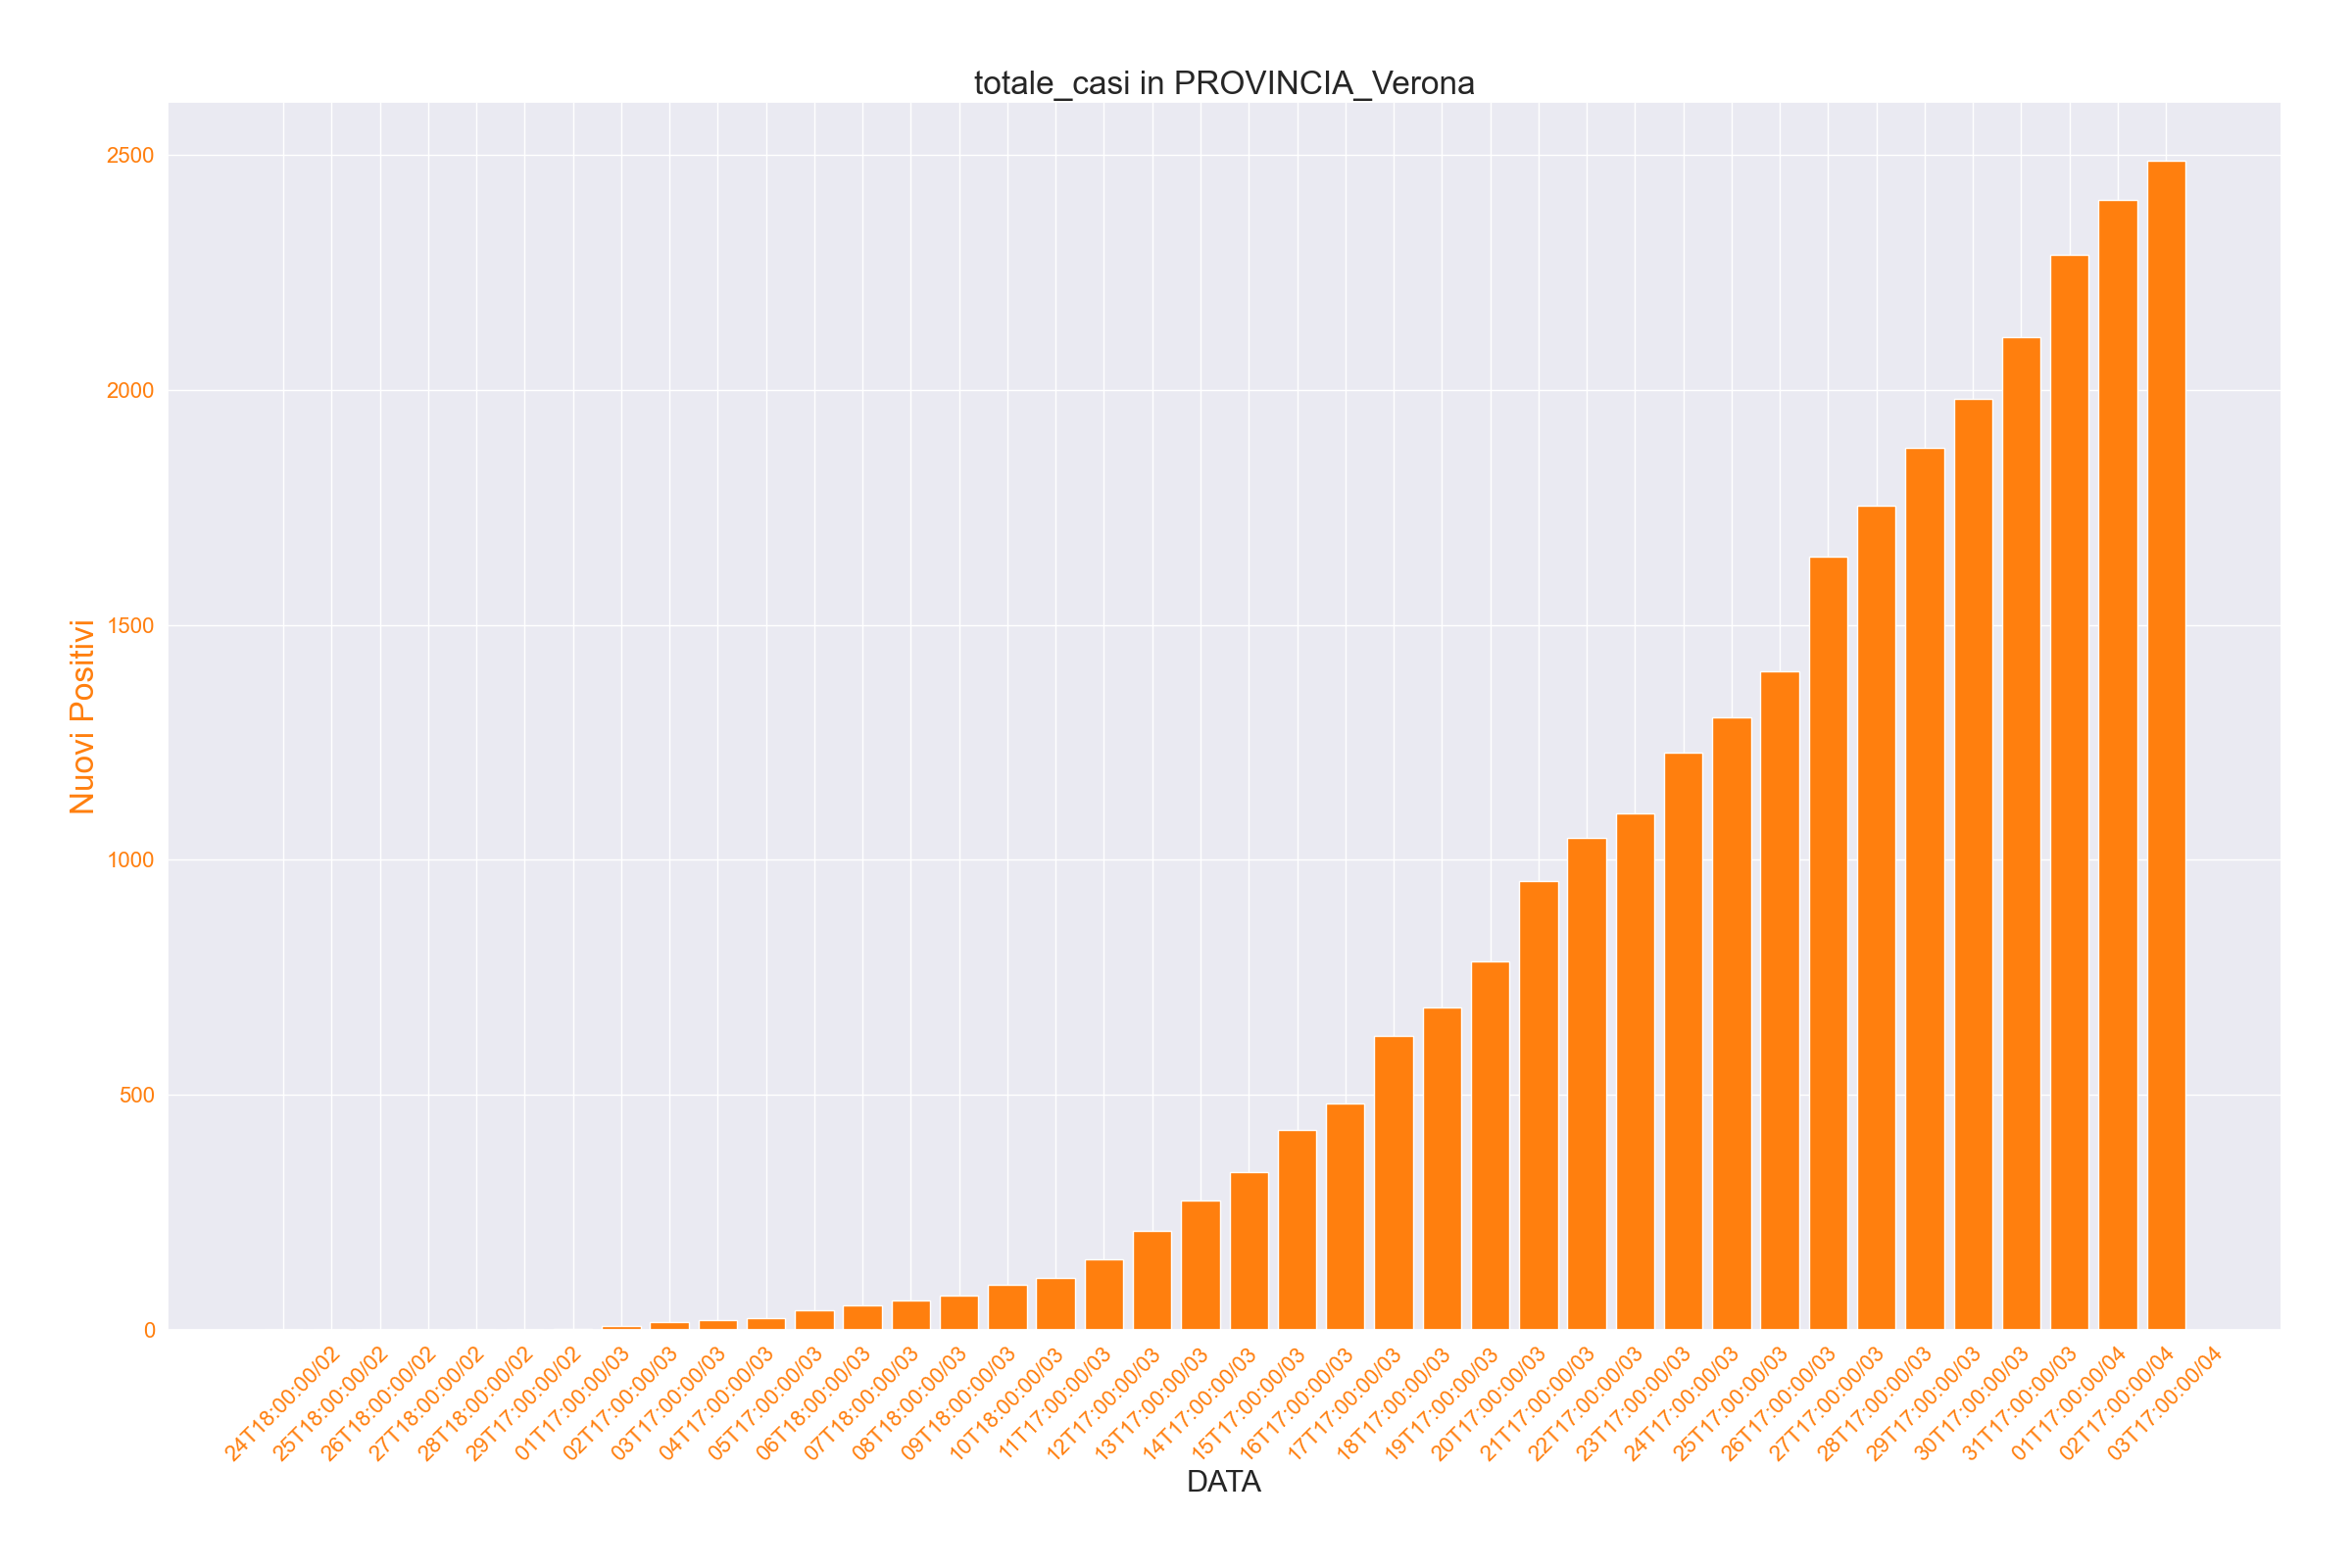 totale_casi in PROVINCIA_Verona
2500
2000
1500
1000
500
0
Nuovi Positivi
24T18:00:00/02
25T18:00:00/02
26T18:00:00/02
27T18:00:00/02
28T18:00:00/02
29T17:00:00/02
01T17:00:00/03
02T17:00:00/03
03T17:00:00/03
04T17:00:00/03
05T17:00:00/03
06T18:00:00/03
07T18:00:00/03
08T18:00:00/03
09T18:00:00/03
10T18:00:00/03
11T17:00:00/03
12T17:00:00/03
13T17:00:00/03
14T17:00:00/03
15T17:00:00/03
16T17:00:00/03
17T17:00:00/03
18T17:00:00/03
19T17:00:00/03
20T17:00:00/03
21T17:00:00/03
22T17:00:00/03
23T17:00:00/03
24T17:00:00/03
25T17:00:00/03
26T17:00:00/03
27T17:00:00/03
28T17:00:00/03
29T17:00:00/03
30T17:00:00/03
31T17:00:00/03
01T17:00:00/04
02T17:00:00/04
03T17:00:00/04
DATA